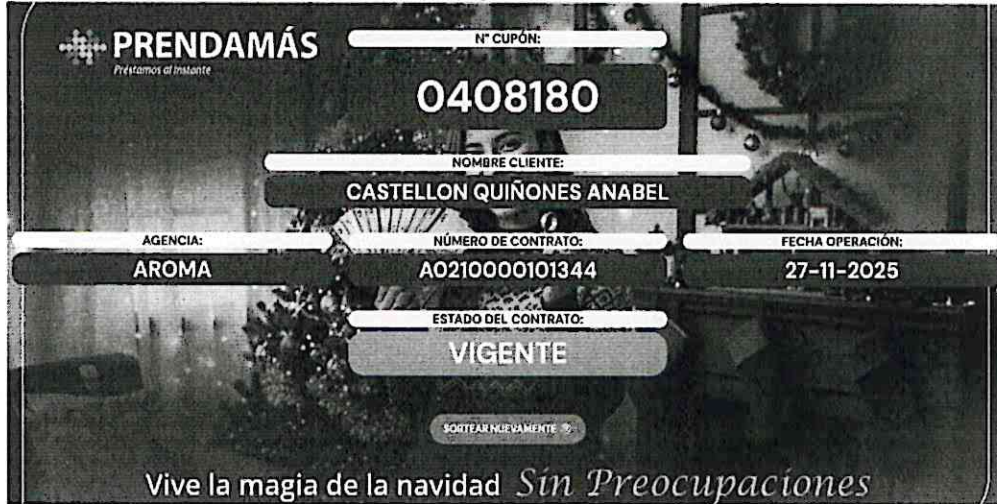 PRENDAMÁS
Préstamos al Instante
N° CUPÓN:
0408180
NOMBRE CLIENTE:
CASTELLON QUIÑONES ANABEL
AGENCIA:
AROMA
NÚMERO DE CONTRATO:
A0210000101344
FECHA OPERACIÓN:
27-11-2025
ESTADO DEL CONTRATO:
VIGENTE
SORTEAR NUEVAMENTE
Vive la magia de la navidad Sin Preocupaciones